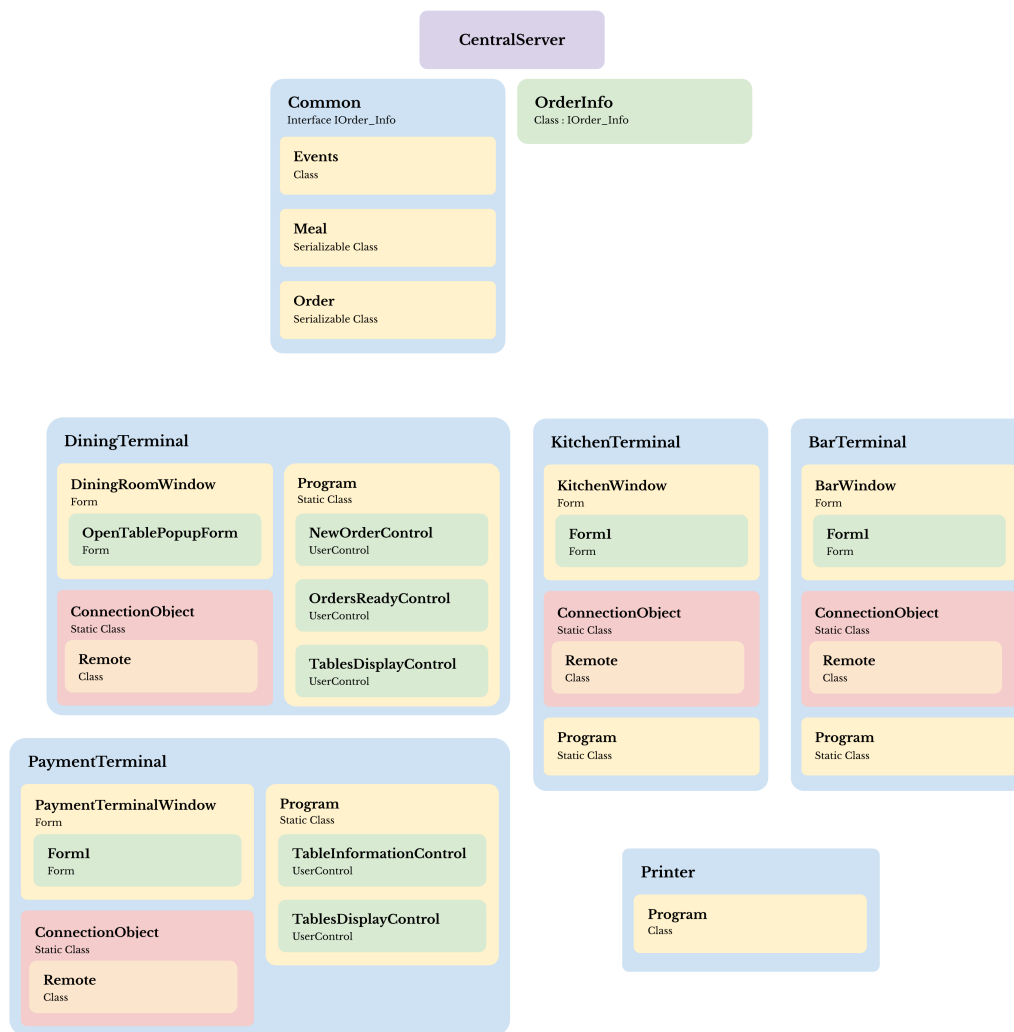 CentralServer
Common
Interface IOrder_Info
Events
Class
Meal
Serializable Class
Order
Serializable Class
OrderInfo
Class : IOrder_Info
DiningTerminal
DiningRoomWindow
Form
OpenTablePopupForm
Form
ConnectionObject
Static Class
Remote
Class
Program
Static Class
NewOrderControl
UserControl
OrdersReadyControl
UserControl
TablesDisplayControl
UserControl
KitchenTerminal
KitchenWindow
Form
Form1
Form
ConnectionObject
Static Class
Remote
Class
Program
Static Class
BarTerminal
BarWindow
Form
Form1
Form
ConnectionObject
Static Class
Remote
Class
Program
Static Class
PaymentTerminal
PaymentTerminalWindow
Form
Form1
Form
ConnectionObject
Static Class
Remote
Class
Program
Static Class
TableInformationControl
UserControl
TablesDisplayControl
UserControl
Printer
Program
Class